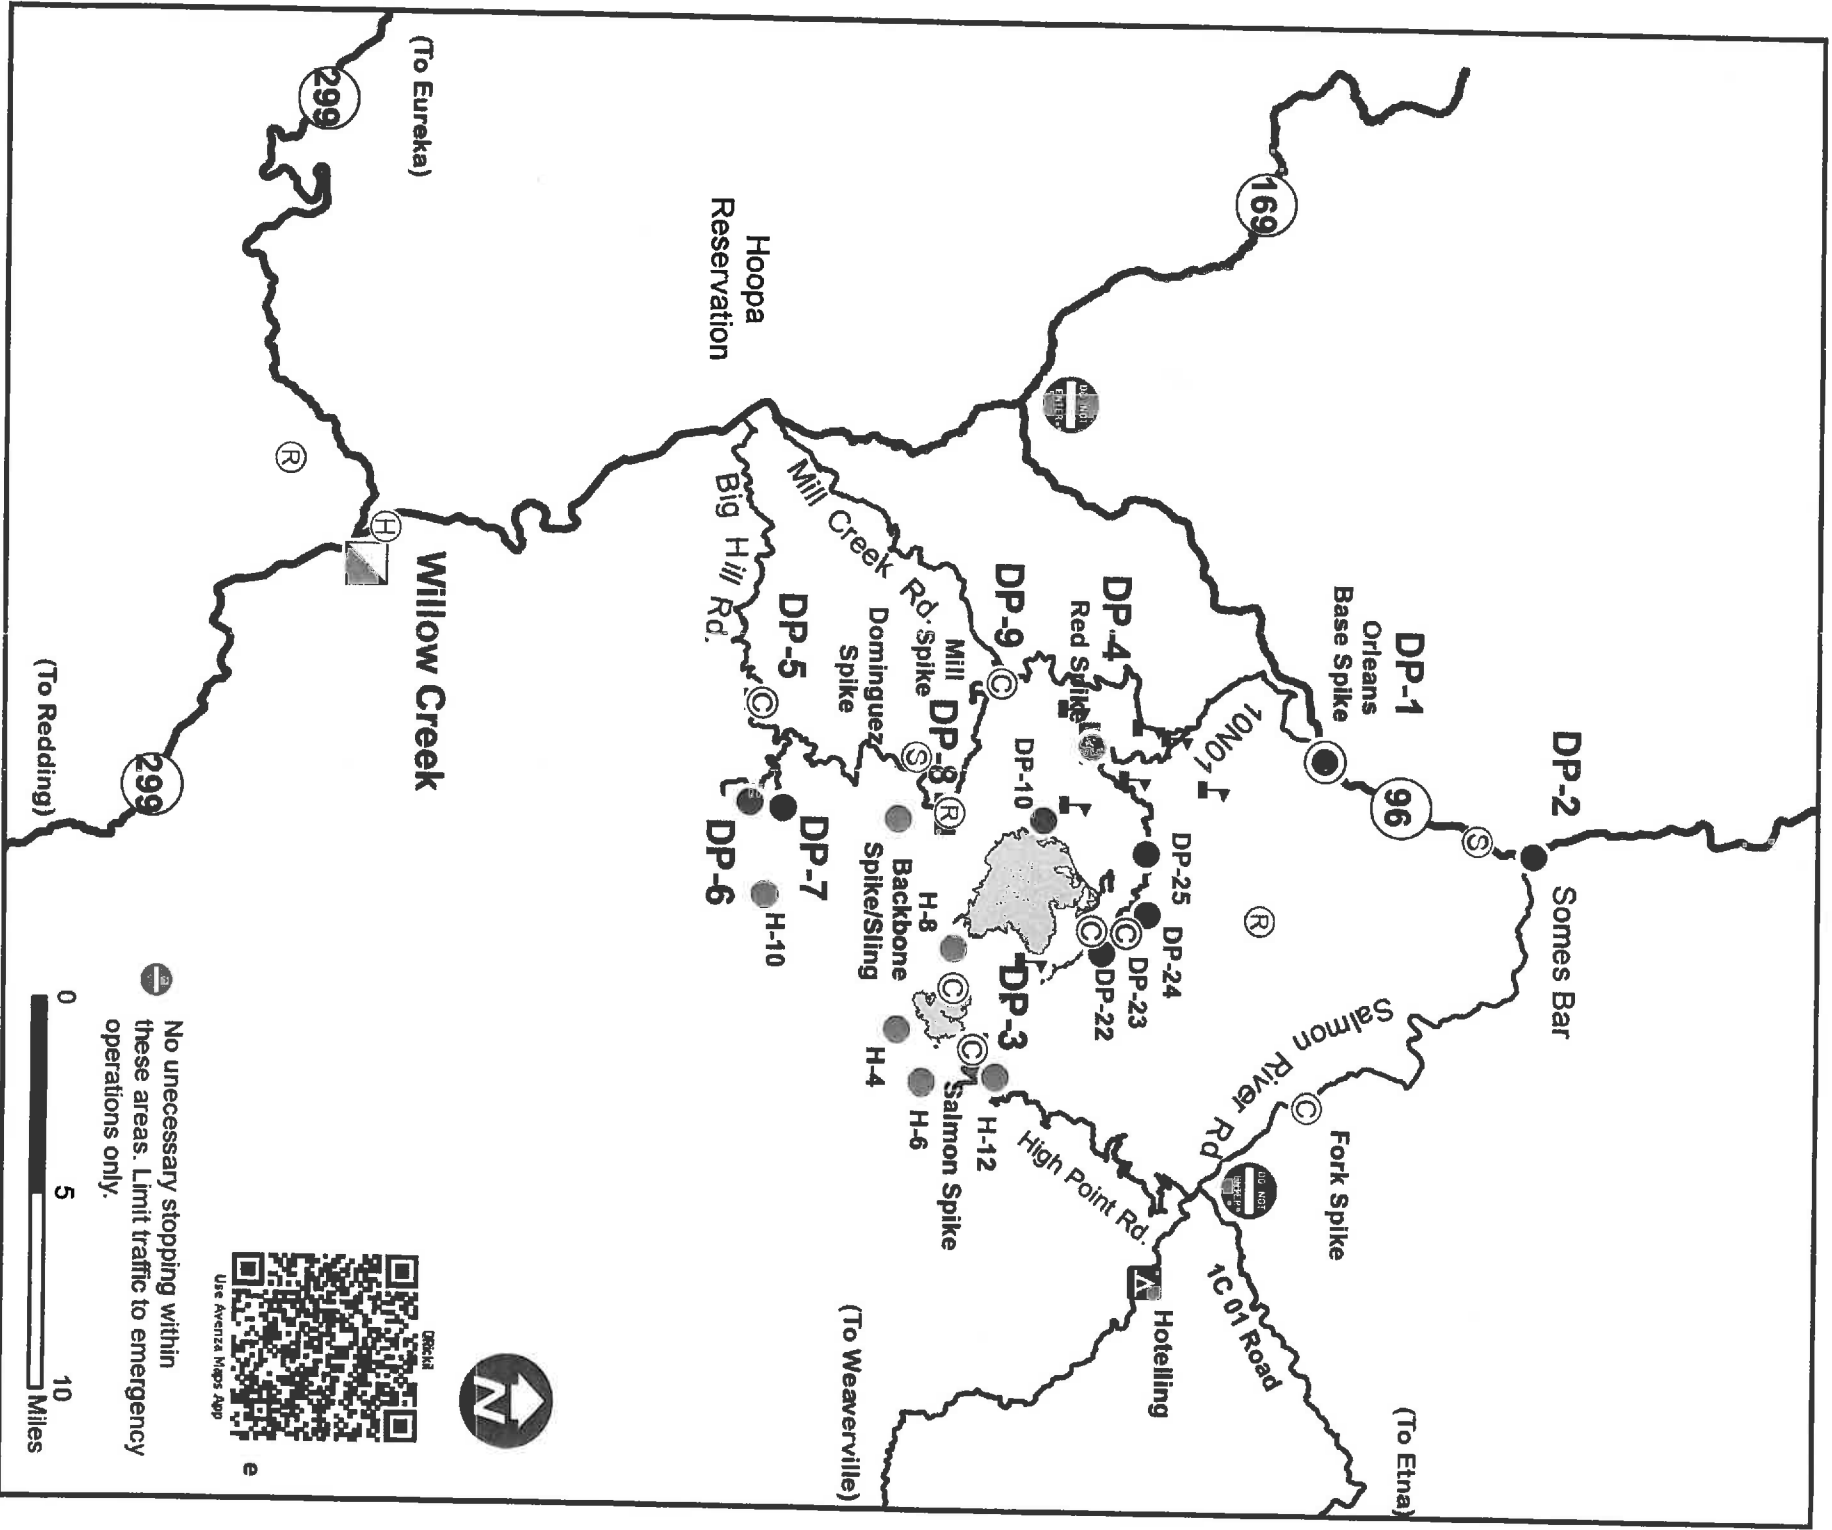 DP-2
Somes Bar
S
96
DP-1
Orleans
Base Spike
(To Etna)
169
10N01
R
Fork Spike
C
Salmon River Rd
DO NOT
ENTER
1C 01 Road
Hotelling
High Point Rd.
DP-25
DP-24
DP-23
DP-22
C
C
DP-4
Red Spike
DP-10
DP-9
C
DP-3
H-12
C
Salmon Spike
Mill
Spike
DP-8
R
S
H-8
C
H-6
H-4
Dominguez
Spike
Backbone
Spike/Sling
Mill Creek Rd.
(To Weaverville)
Hoopa
Reservation
DP-5
C
Big Hill Rd.
DP-7
DP-6
H-10
Willow Creek
H
R
(To Eureka)
299
299
(To Redding)
N
Use Avenza Maps App
e
No unecessary stopping within
these areas. Limit traffic to emergency
operations only.
0 5 10
Miles